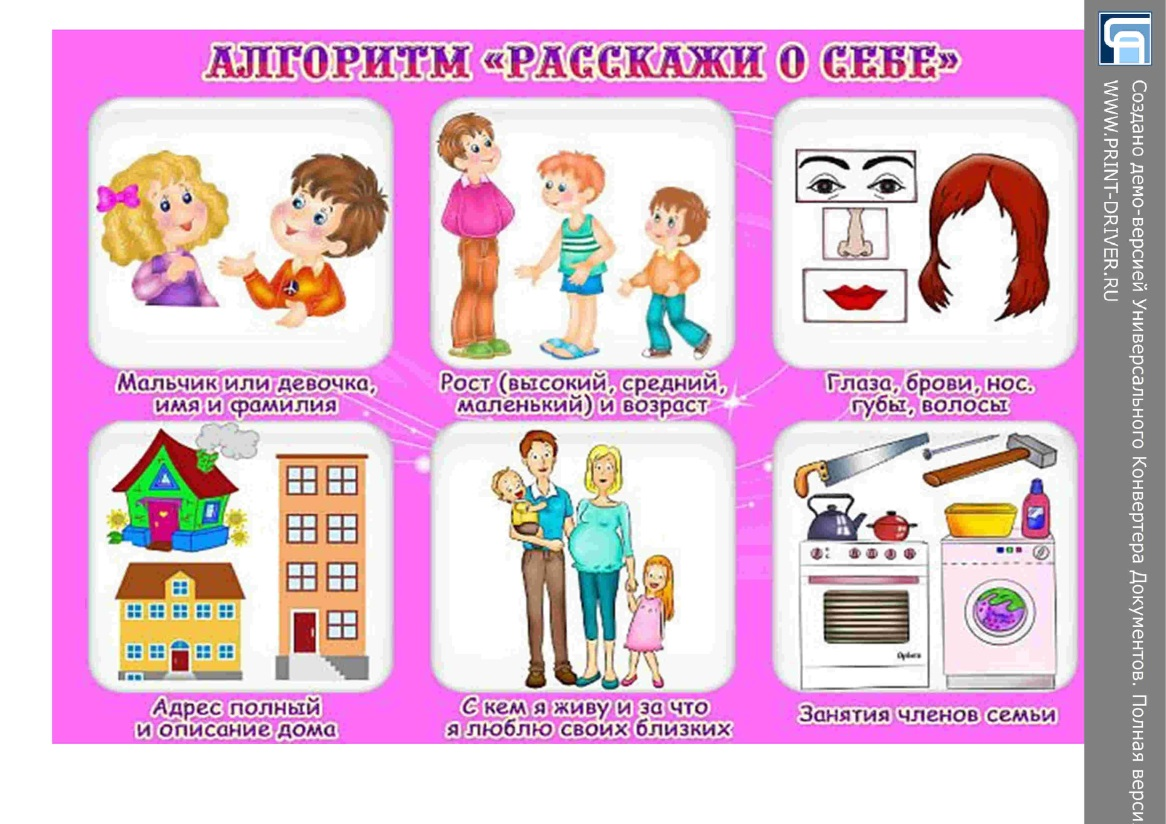 АЛГОРИТМ «РАССКАЖИ О СЕБЕ»
Мальчик или девочка,
имя и фамилия
Рост (высокий, средний,
маленький) и возраст
Глаза, брови, нос.
губы, волосы
Адрес полный
и описание дома
С кем я живу и за что
я люблю своих близких
Занятия членов семьи
Создано демо-версией Универсального Конвертера Документов. Полная верси
WWW.PRINT-DRIVER.RU